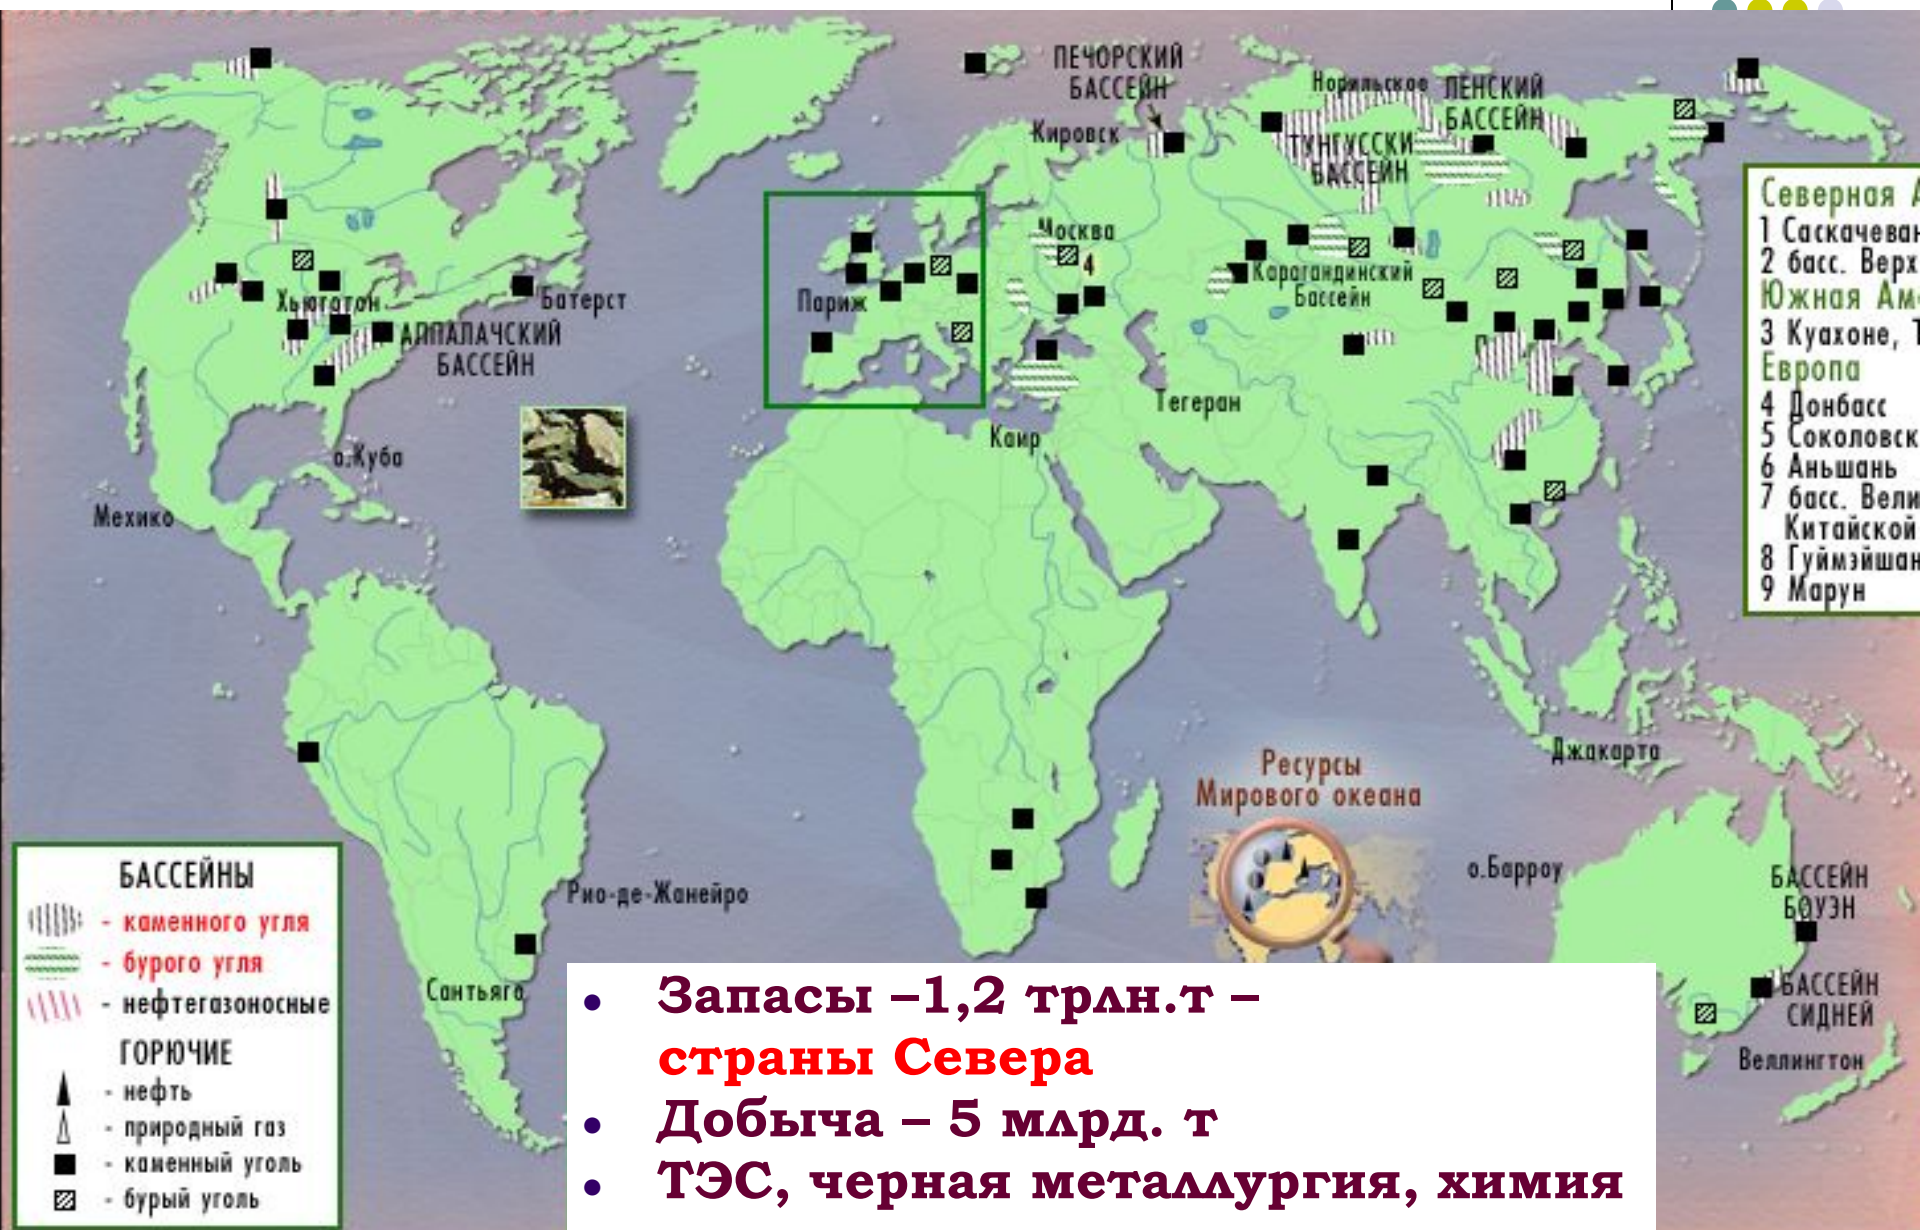 ПЕЧОРСКИЙ
БАССЕЙН
Норильское
ЛЕНСКИЙ
БАССЕЙН
Кировск
ТУНГУССКИ
БАССЕЙН
Москва
4
Карагандинский
Бассейн
Хьюготон
Батерст
Париж
АППАЛАЧСКИЙ
БАССЕЙН
Тегеран
Каир
о.Куба
Мехико
Северная А
1 Саскачеван
2 басс. Верх
Южная Ам
3 Куахоне, Т
Европа
4 Донбасс
5 Соколовск
6 Аньшань
7 басс. Вели
Китайской
8 Гуймэйшан
9 Марун
Джакарта
Ресурсы
Мирового океана
о.Барроу
БАССЕЙН
БОУЭН
БАССЕЙН
СИДНЕЙ
Веллингтон
Рио-де-Жанейро
Сантьяго
БАССЕЙНЫ
- каменного угля
- бурого угля
- нефтегазоносные
ГОРЮЧИЕ
- нефть
- природный газ
- каменный уголь
- бурый уголь
• Запасы –1,2 трлн.т –
страны Севера
• Добыча – 5 млрд. т
• ТЭС, черная металлургия, химия